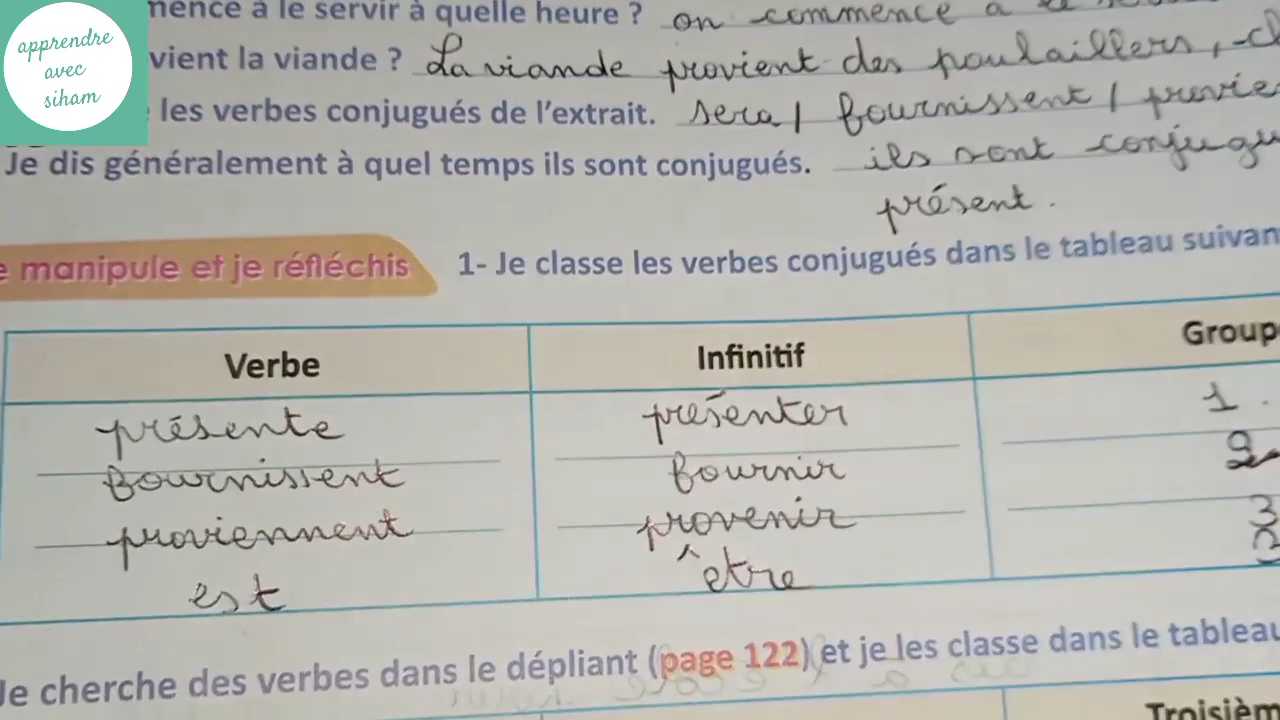 apprendre
avec
siham
mence à le servir à quelle heure ? on commence à le
vient la viande ? La viande provient des poulaillers,
les verbes conjugués de l'extrait. sera / fournissent / provie
Je dis généralement à quel temps ils sont conjugués. ils sont conjugu
présent.
e manipule et je réfléchis 1- Je classe les verbes conjugués dans le tableau suivan
Verbe Infinitif Group
présente présenter 1
fournissent fournir 2
proviennent provenir 3
est être 3
Je cherche des verbes dans le dépliant (page 122) et je les classe dans le tableau
Troisièm